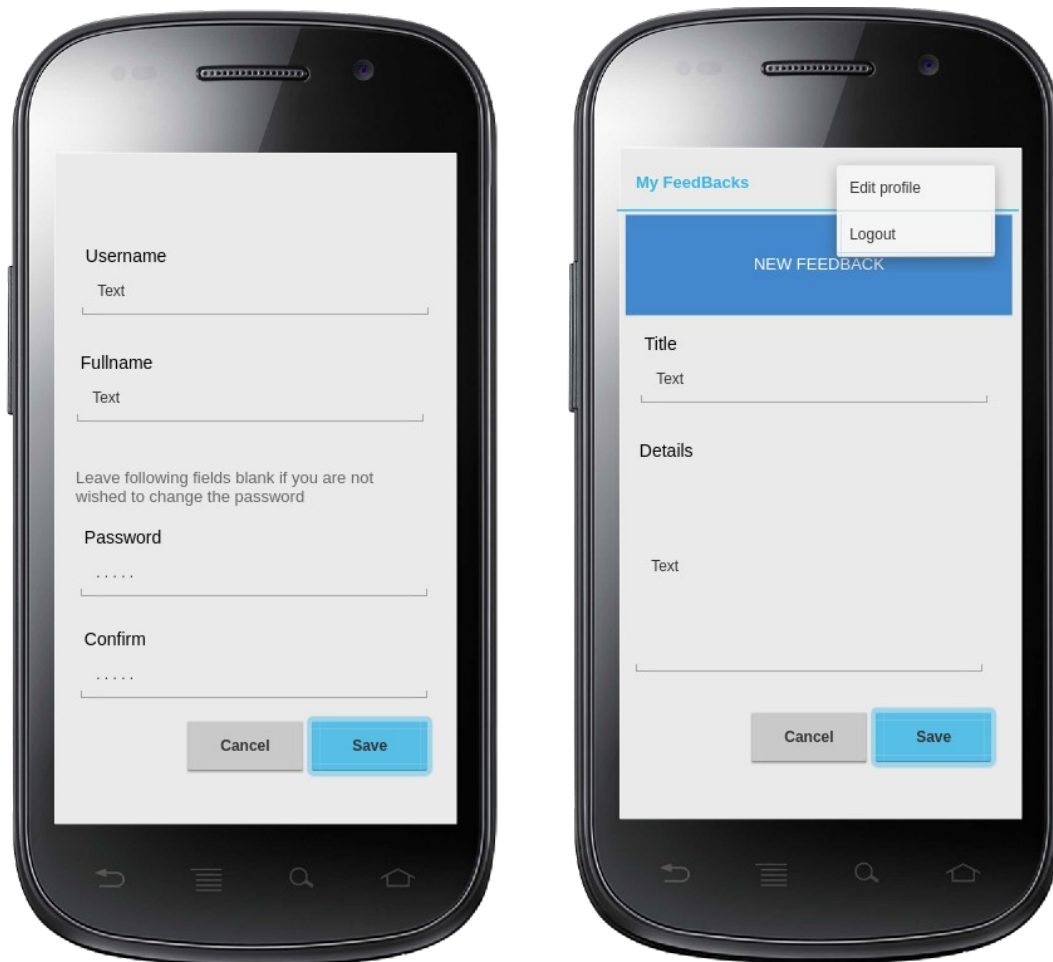 Username
Text
Fullname
Text
Leave following fields blank if you are not
wished to change the password
Password
.....
Confirm
.....
Cancel
Save
My FeedBacks
Edit profile
Logout
NEW FEEDBACK
Title
Text
Details
Text
Cancel
Save